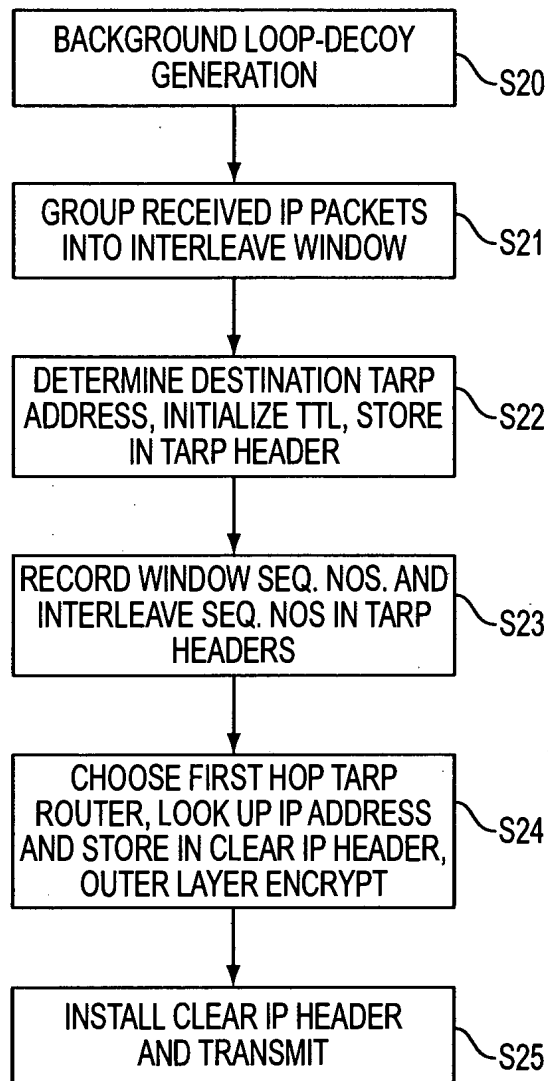 BACKGROUND LOOP-DECOY
GENERATION
S20
GROUP RECEIVED IP PACKETS
INTO INTERLEAVE WINDOW
S21
DETERMINE DESTINATION TARP
ADDRESS, INITIALIZE TTL, STORE
IN TARP HEADER
S22
RECORD WINDOW SEQ. NOS. AND
INTERLEAVE SEQ. NOS IN TARP
HEADERS
S23
CHOOSE FIRST HOP TARP
ROUTER, LOOK UP IP ADDRESS
AND STORE IN CLEAR IP HEADER,
OUTER LAYER ENCRYPT
S24
INSTALL CLEAR IP HEADER
AND TRANSMIT
S25